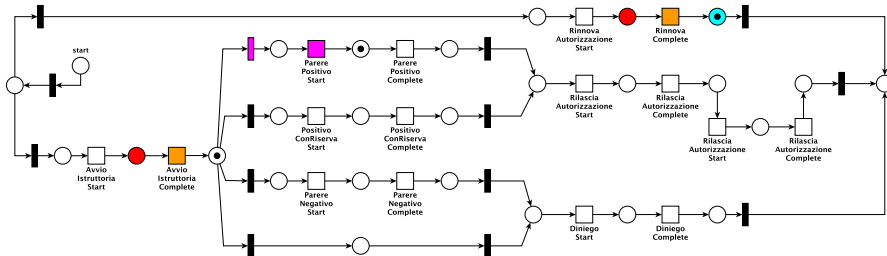 Rinnova
Autorizzazione
Start
Rinnova
Complete
start
Parere
Positivo
Start
Parere
Positivo
Complete
Rilascia
Autorizzazione
Start
Rilascia
Autorizzazione
Complete
Positivo
ConRiserva
Start
Positivo
ConRiserva
Complete
Rilascia
Autorizzazione
Start
Rilascia
Autorizzazione
Complete
Avvio
Istruttoria
Start
Avvio
Istruttoria
Complete
Parere
Negativo
Start
Parere
Negativo
Complete
Diniego
Start
Diniego
Complete